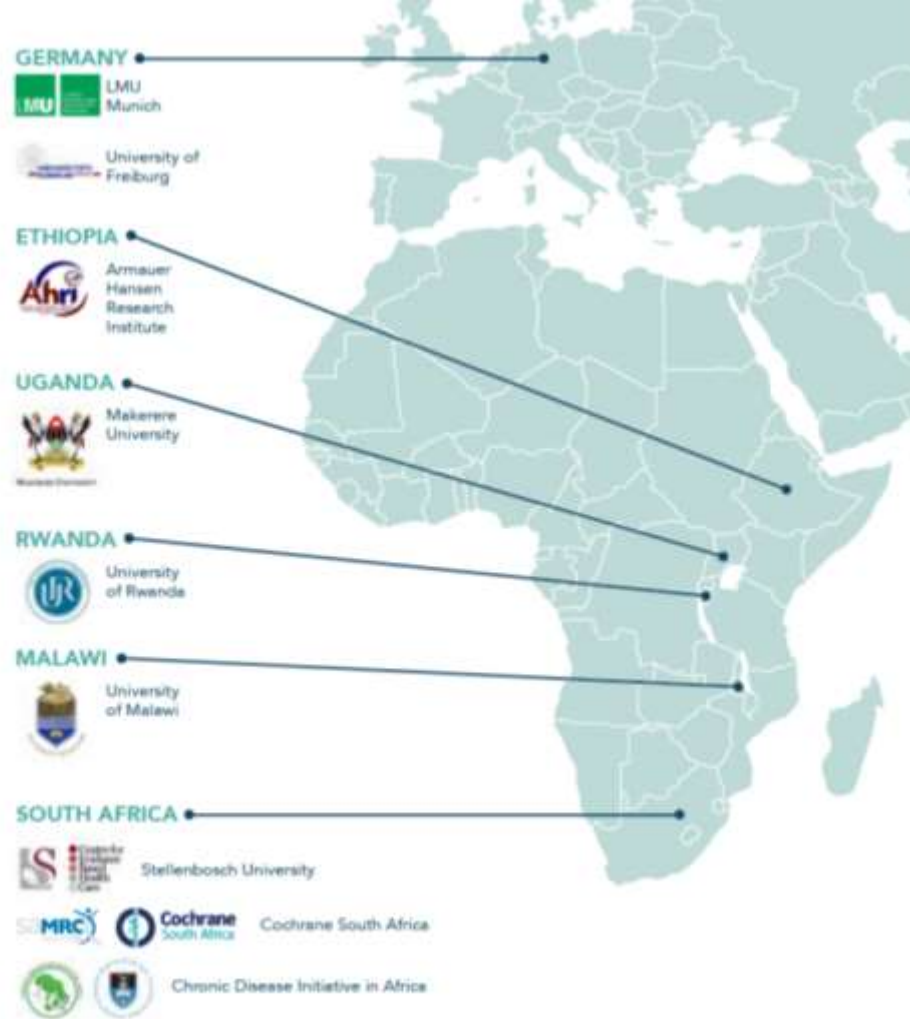 GERMANY
LMU
LMU
Munich
University of
Freiburg
ETHIOPIA
Ahri
Armauer
Hansen
Research
Institute
UGANDA
Makerere
University
RWANDA
UR
University
of Rwanda
MALAWI
University
of Malawi
SOUTH AFRICA
Stellenbosch University
saMRC
Cochrane
South Africa
Cochrane South Africa
Chronic Disease Initiative in Africa